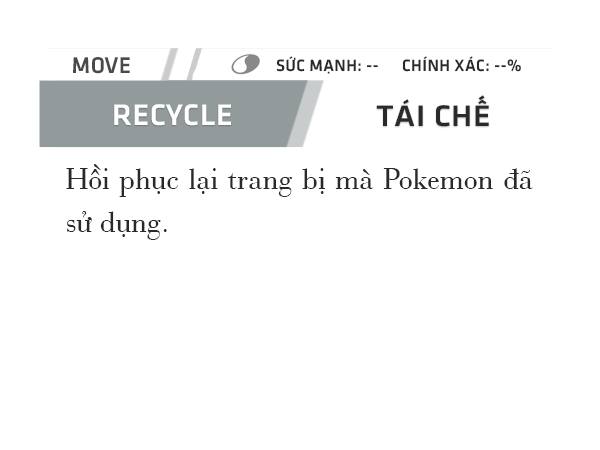 MOVE SỨC MẠNH: -- CHÍNH XÁC: --%
RECYCLE TÁI CHẾ
Hồi phục lại trang bị mà Pokemon đã
sử dụng.